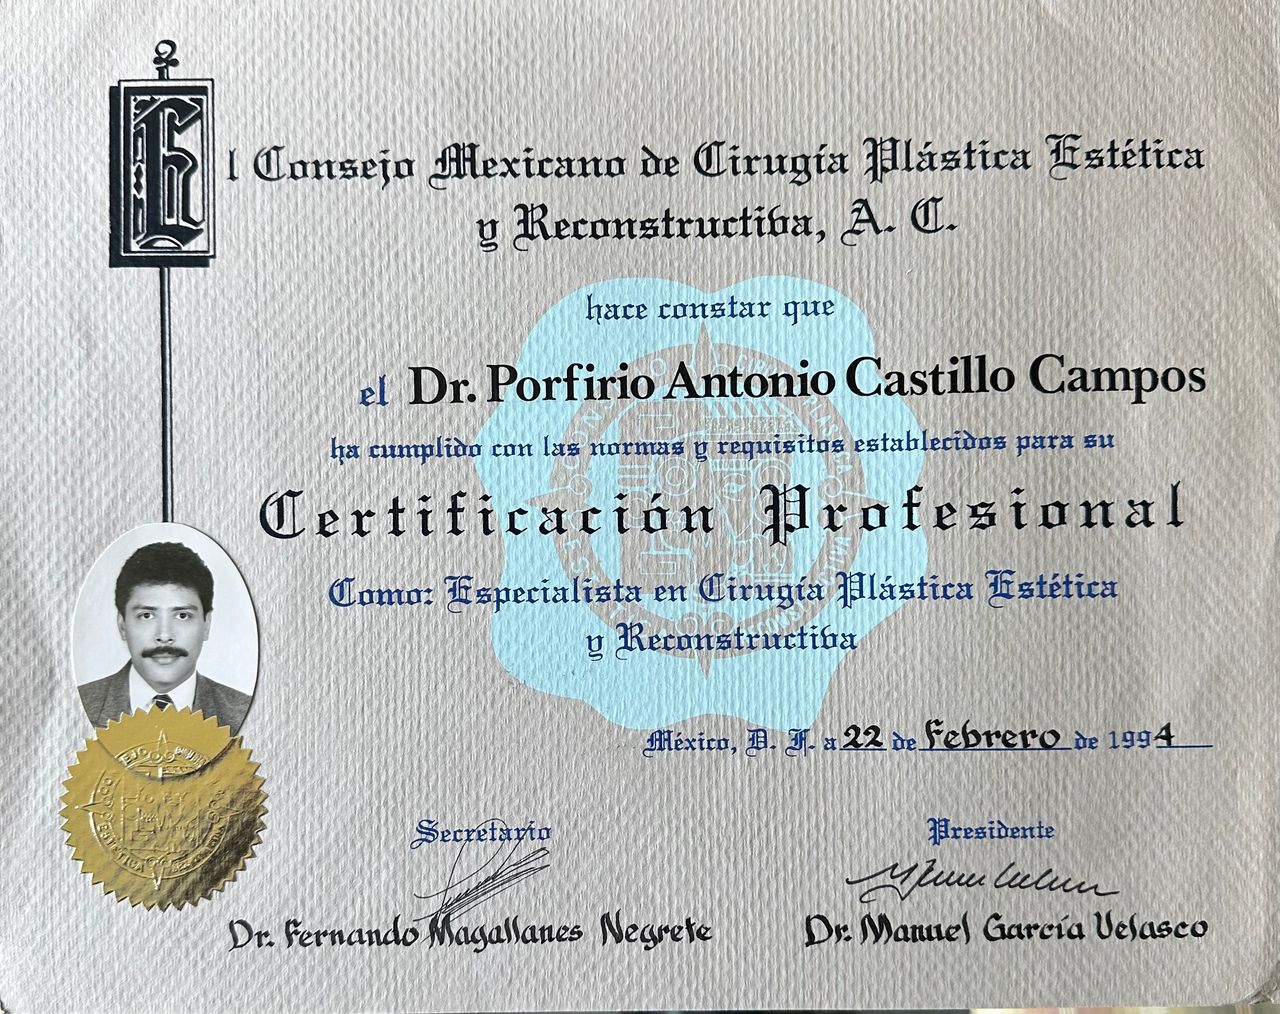 El Consejo Mexicano de Cirugía Plástica Estética
y Reconstructiva, A. C.
hace constar que
el Dr. Porfirio Antonio Castillo Campos
ha cumplido con las normas y requisitos establecidos para su
Certificación Profesional
Como: Especialista en Cirugía Plástica Estética
y Reconstructiva
México, D. F. a 22 de Febrero de 1994
Secretario
Presidente
Dr. Fernando Magallanes Negrete
Dr. Manuel García Velasco